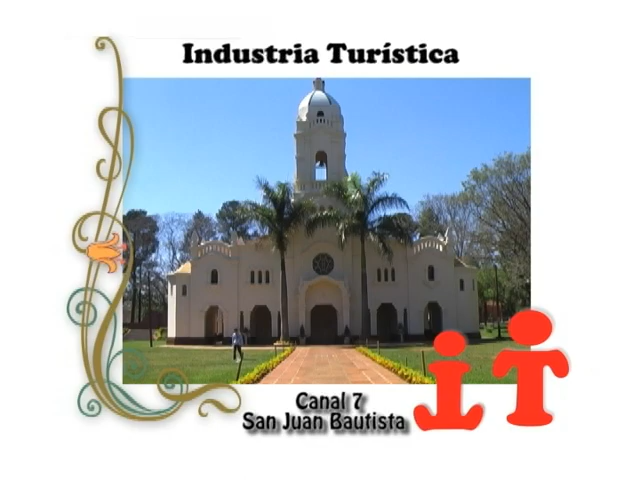 Industria Turística
Canal 7
San Juan Bautista
iT